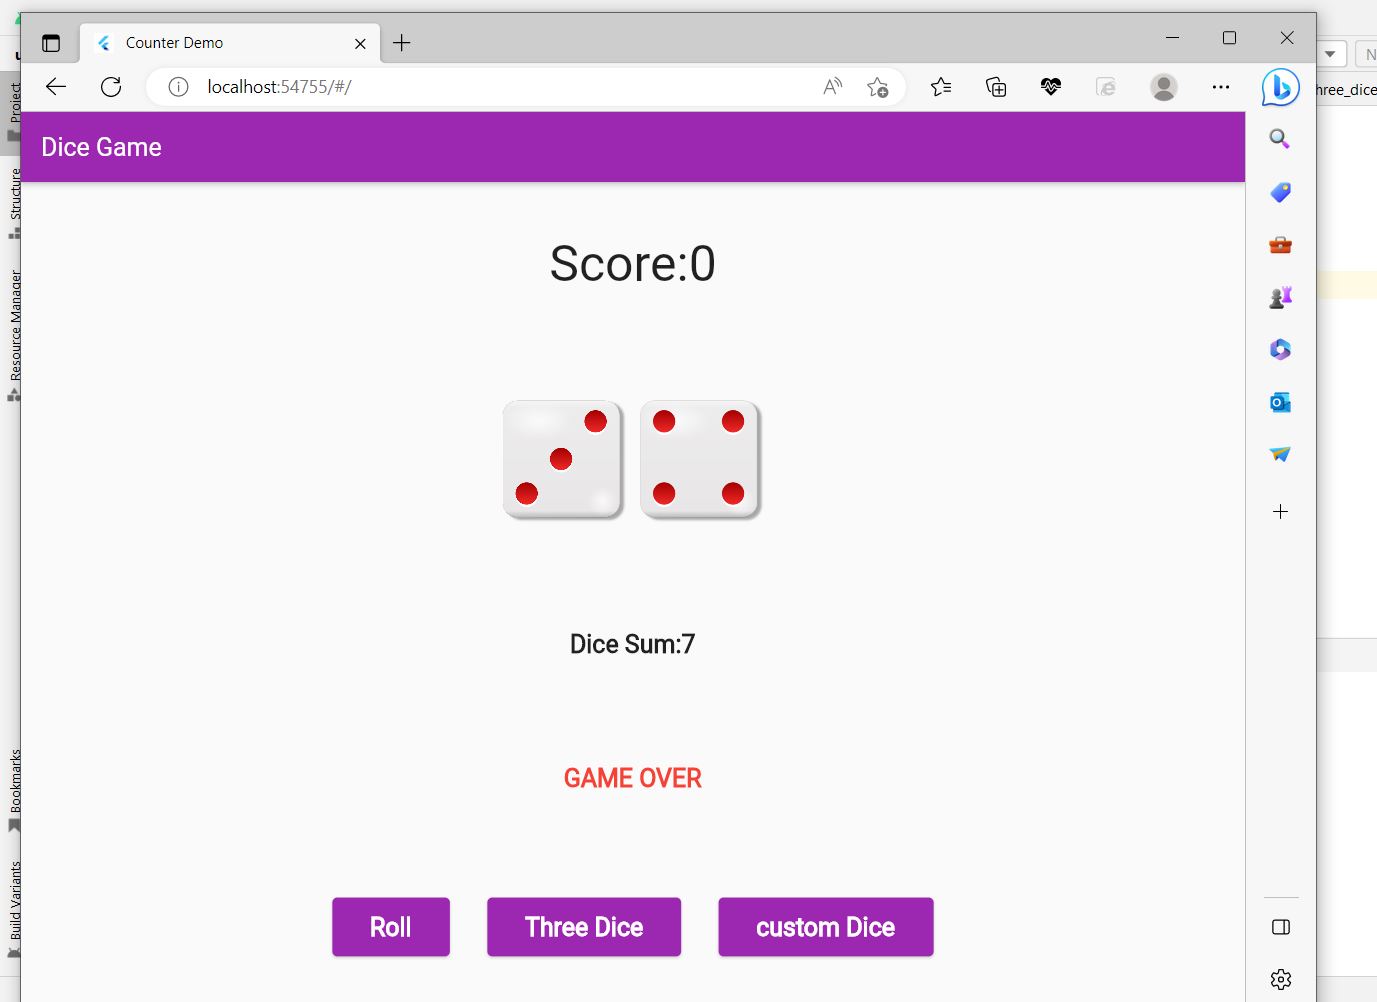 Counter Demo
localhost:54755/#/
N
hree_dice
Project
Structure
Resource Manager
Bookmarks
Build Variants
Dice Game
Score:0
Dice Sum:7
GAME OVER
Roll
Three Dice
custom Dice